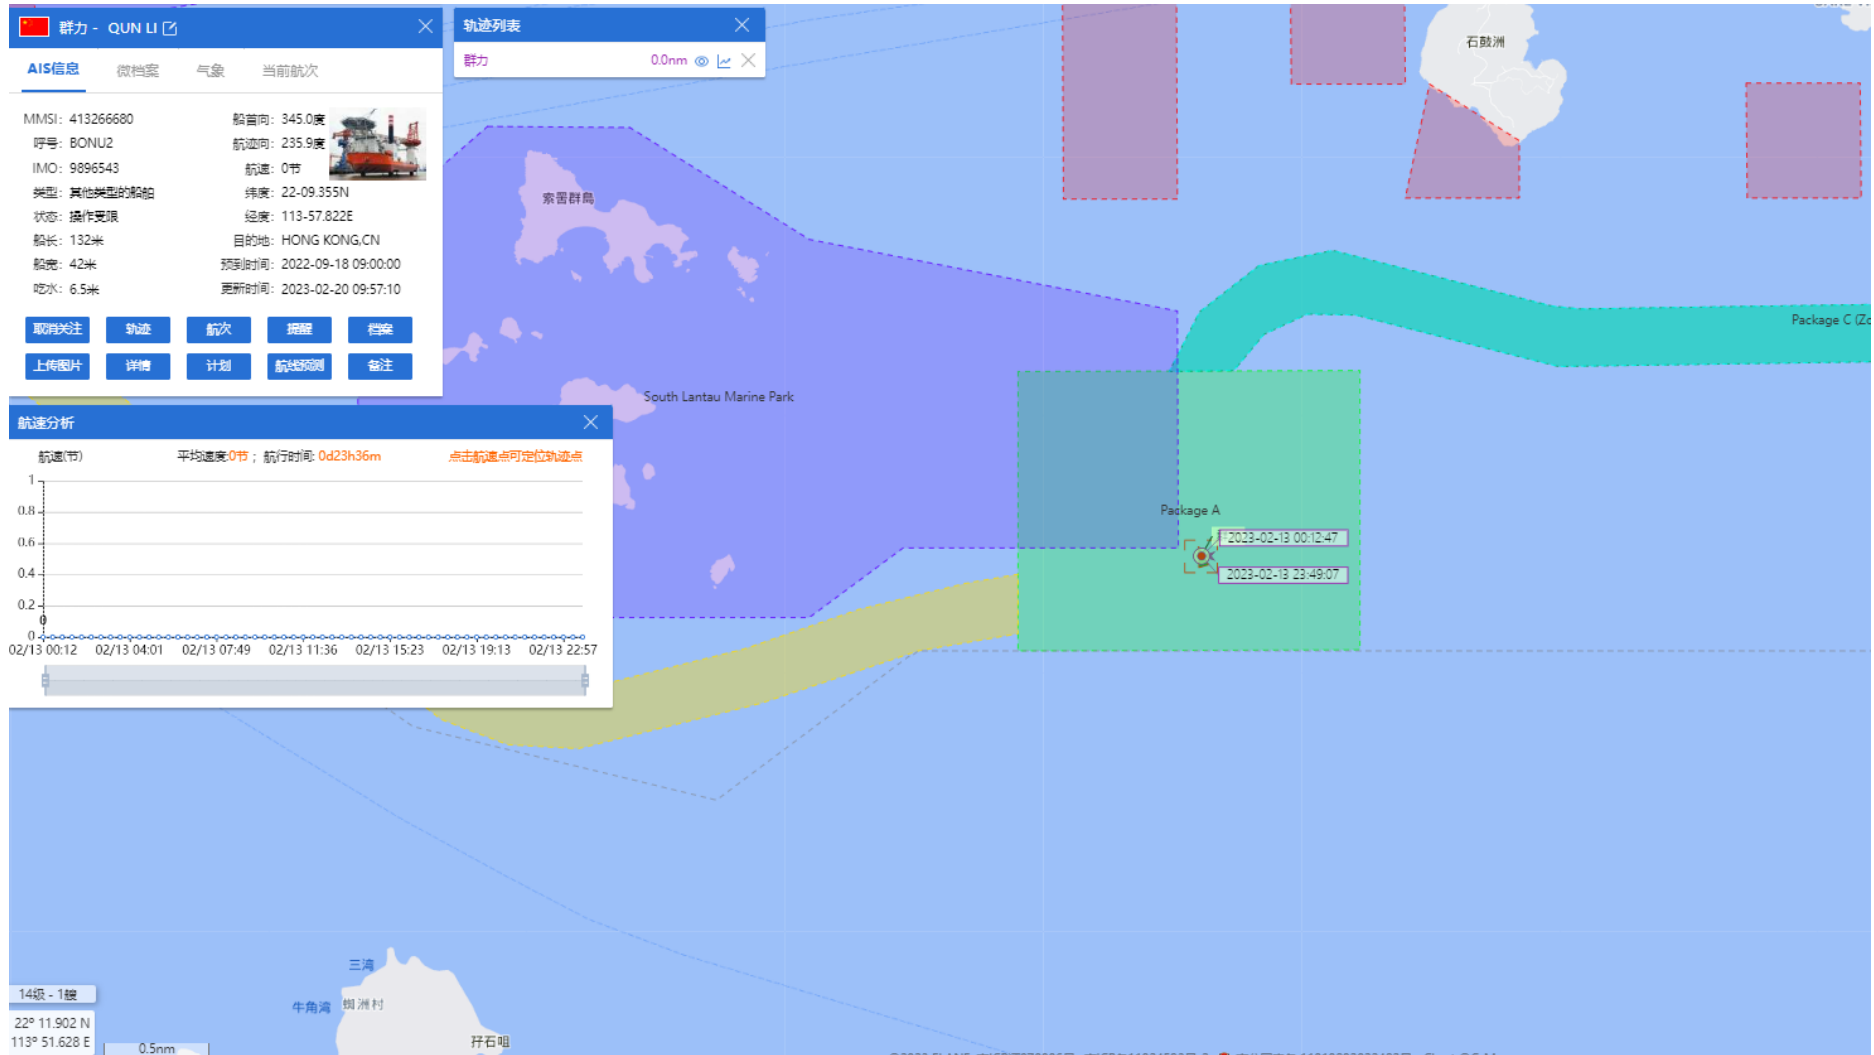 群力 - QUN LI
AIS信息 微档案 气象 当前航次
MMSI: 413266680
船首向: 345.0度
呼号: BONU2
航迹向: 235.9度
IMO: 9896543
航速: 0节
类型: 其他类型的船舶
纬度: 22-09.355N
状态: 操作受限
经度: 113-57.822E
船长: 132米
目的地: HONG KONG,CN
船宽: 42米
预到时间: 2022-09-18 09:00:00
吃水: 6.5米
更新时间: 2023-02-20 09:57:10
取消关注 轨迹 航次 提醒 档案
上传图片 详情 计划 航线预测 备注
轨迹列表
群力 0.0nm
航速分析
航速(节) 平均速度:0节 ; 航行时间: 0d23h36m 点击航速点可定位轨迹点
1
0.8
0.6
0.4
0.2
0
0
02/13 00:12 02/13 04:01 02/13 07:49 02/13 11:36 02/13 15:23 02/13 19:13 02/13 22:57
石鼓洲
索罟群岛
South Lantau Marine Park
Package C (Zo
Package A
2023-02-13 00:12:47
2023-02-13 23:49:07
三湾
牛角湾
蜘洲村
孖石咀
14级 - 1艘
22º 11.902 N
113º 51.628 E
0.5nm